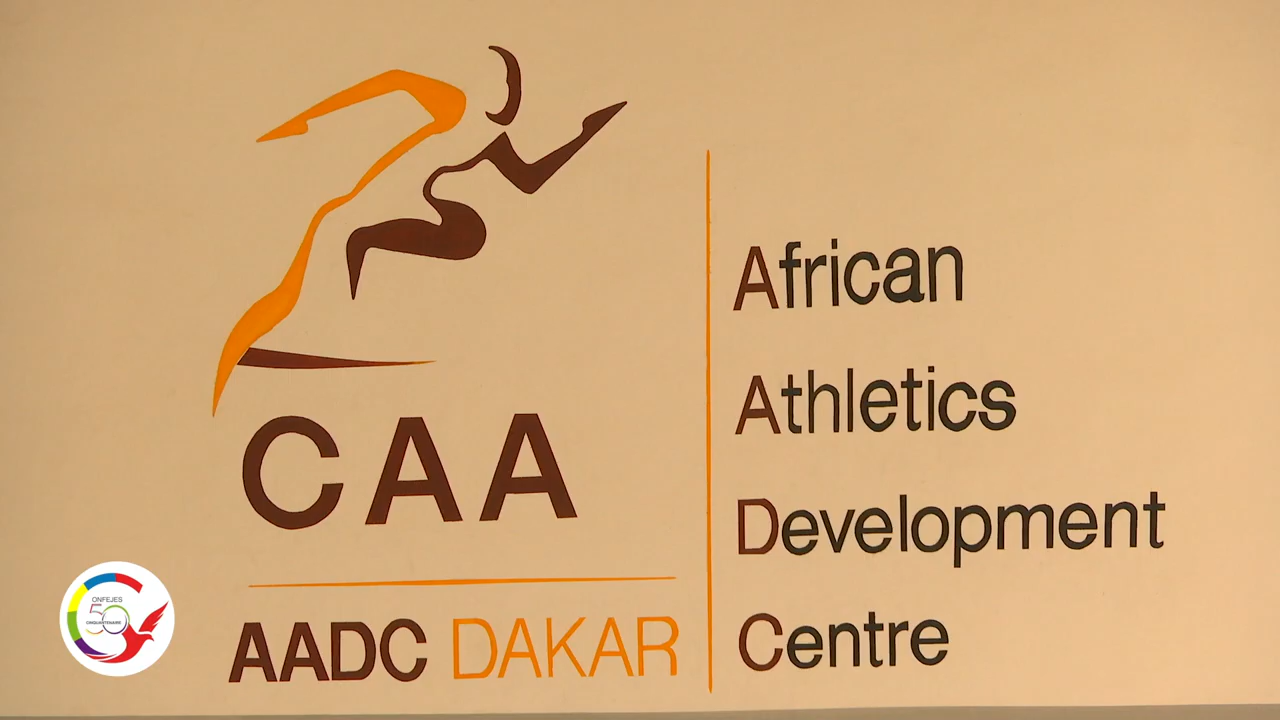 CAA
AADC DAKAR
African
Athletics
Development
Centre
ONFEJES
50
CINQUANTENAIRE